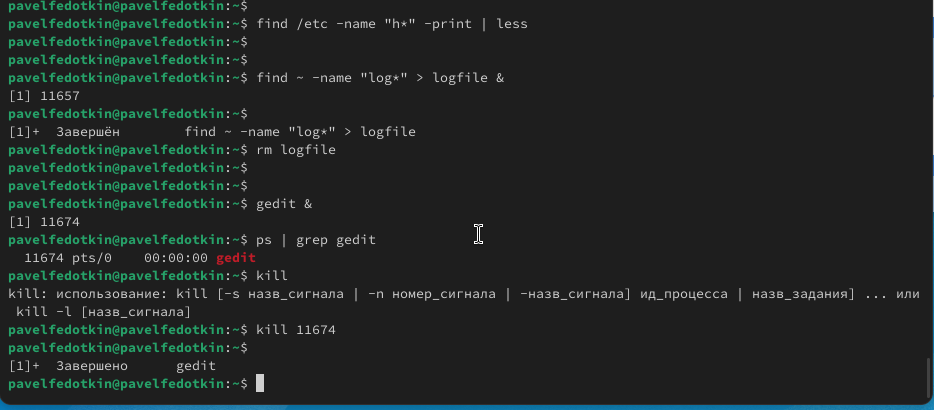 pavelfedotkin@pavelfedotkin:~$
pavelfedotkin@pavelfedotkin:~$ find /etc -name "h*" -print | less
pavelfedotkin@pavelfedotkin:~$
pavelfedotkin@pavelfedotkin:~$
pavelfedotkin@pavelfedotkin:~$ find ~ -name "log*" > logfile &
[1] 11657
pavelfedotkin@pavelfedotkin:~$
[1]+  Завершён        find ~ -name "log*" > logfile
pavelfedotkin@pavelfedotkin:~$ rm logfile
pavelfedotkin@pavelfedotkin:~$
pavelfedotkin@pavelfedotkin:~$
pavelfedotkin@pavelfedotkin:~$ gedit &
[1] 11674
pavelfedotkin@pavelfedotkin:~$ ps | grep gedit
  11674 pts/0    00:00:00 gedit
pavelfedotkin@pavelfedotkin:~$ kill
kill: использование: kill [-s назв_сигнала | -n номер_сигнала | -назв_сигнала] ид_процесса | назв_задания] ... или
 kill -l [назв_сигнала]
pavelfedotkin@pavelfedotkin:~$ kill 11674
pavelfedotkin@pavelfedotkin:~$
[1]+  Завершено      gedit
pavelfedotkin@pavelfedotkin:~$